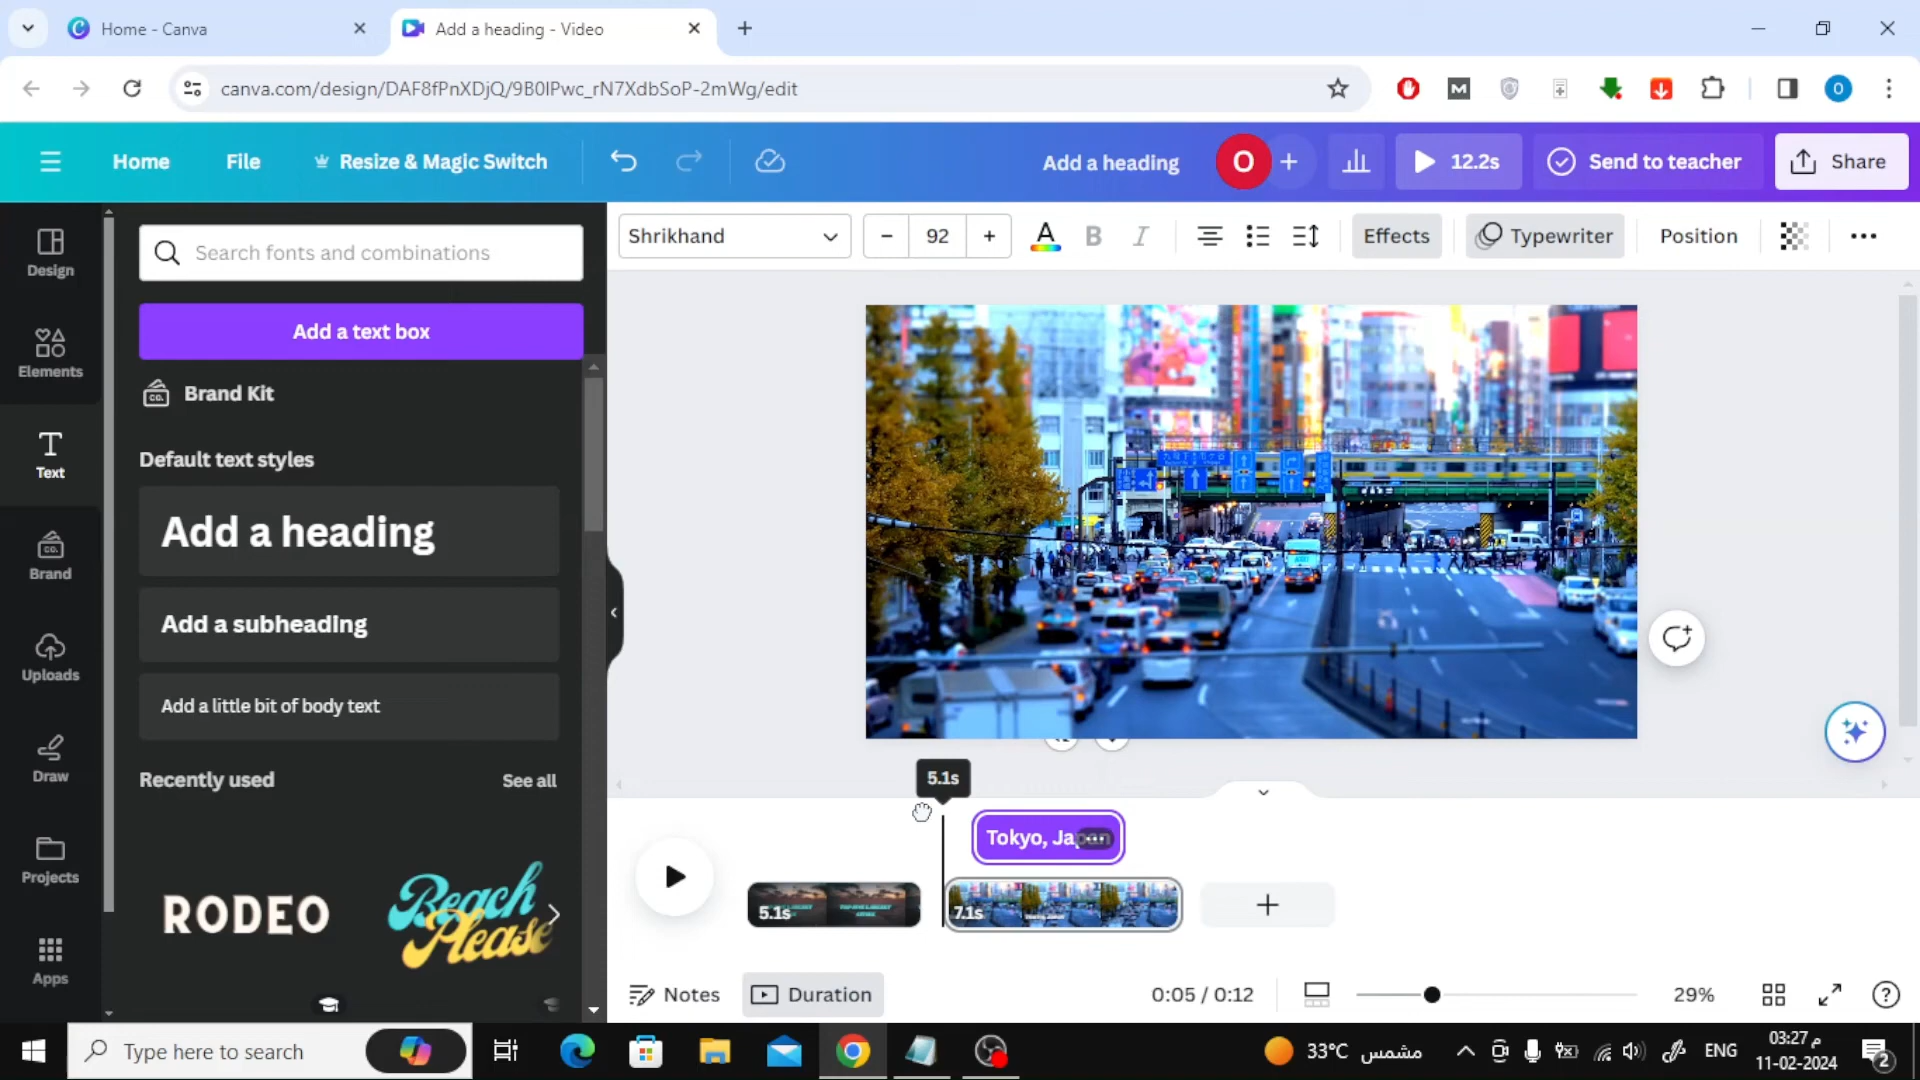 Home - Canva
Add a heading - Video
canva.com/design/DAF8fPnXDjQ/9B0lPwc_rN7XdbSoP-2mWg/edit
Home
File
Resize & Magic Switch
Add a heading
O
12.2s
Send to teacher
Share
Design
Elements
Text
Brand
Uploads
Draw
Projects
Apps
Search fonts and combinations
Add a text box
Brand Kit
Default text styles
Add a heading
Add a subheading
Add a little bit of body text
Recently used
See all
RODEO
Beach
Please
Shrikhand
92
Effects
Typewriter
Position
5.1s
Tokyo, Japan
5.1s
7.1s
Notes
Duration
0:05 / 0:12
29%
Type here to search
33°C مشمس
ENG
03:27 م
11-02-2024
2